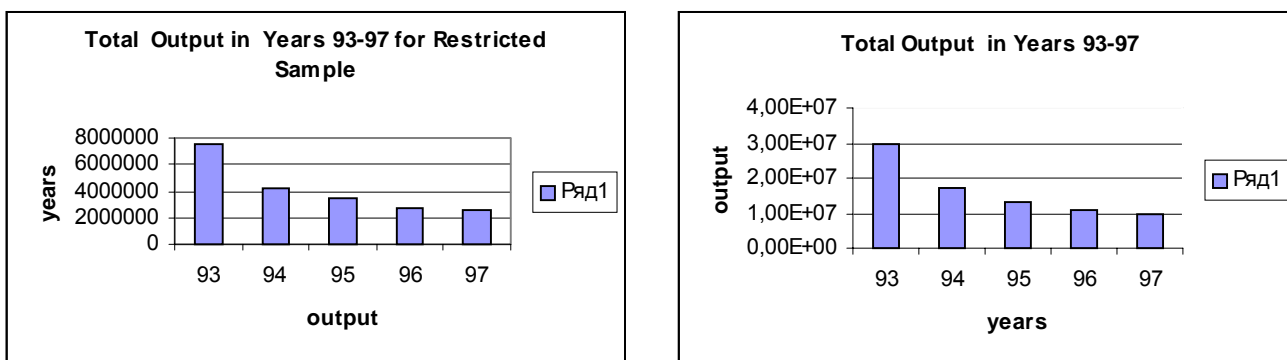 Total Output in Years 93-97 for Restricted
Sample
years
8000000
6000000
4000000
2000000
0
93 94 95 96 97
output
Ряд1
Total Output in Years 93-97
output
4,00E+07
3,00E+07
2,00E+07
1,00E+07
0,00E+00
93 94 95 96 97
years
Ряд1